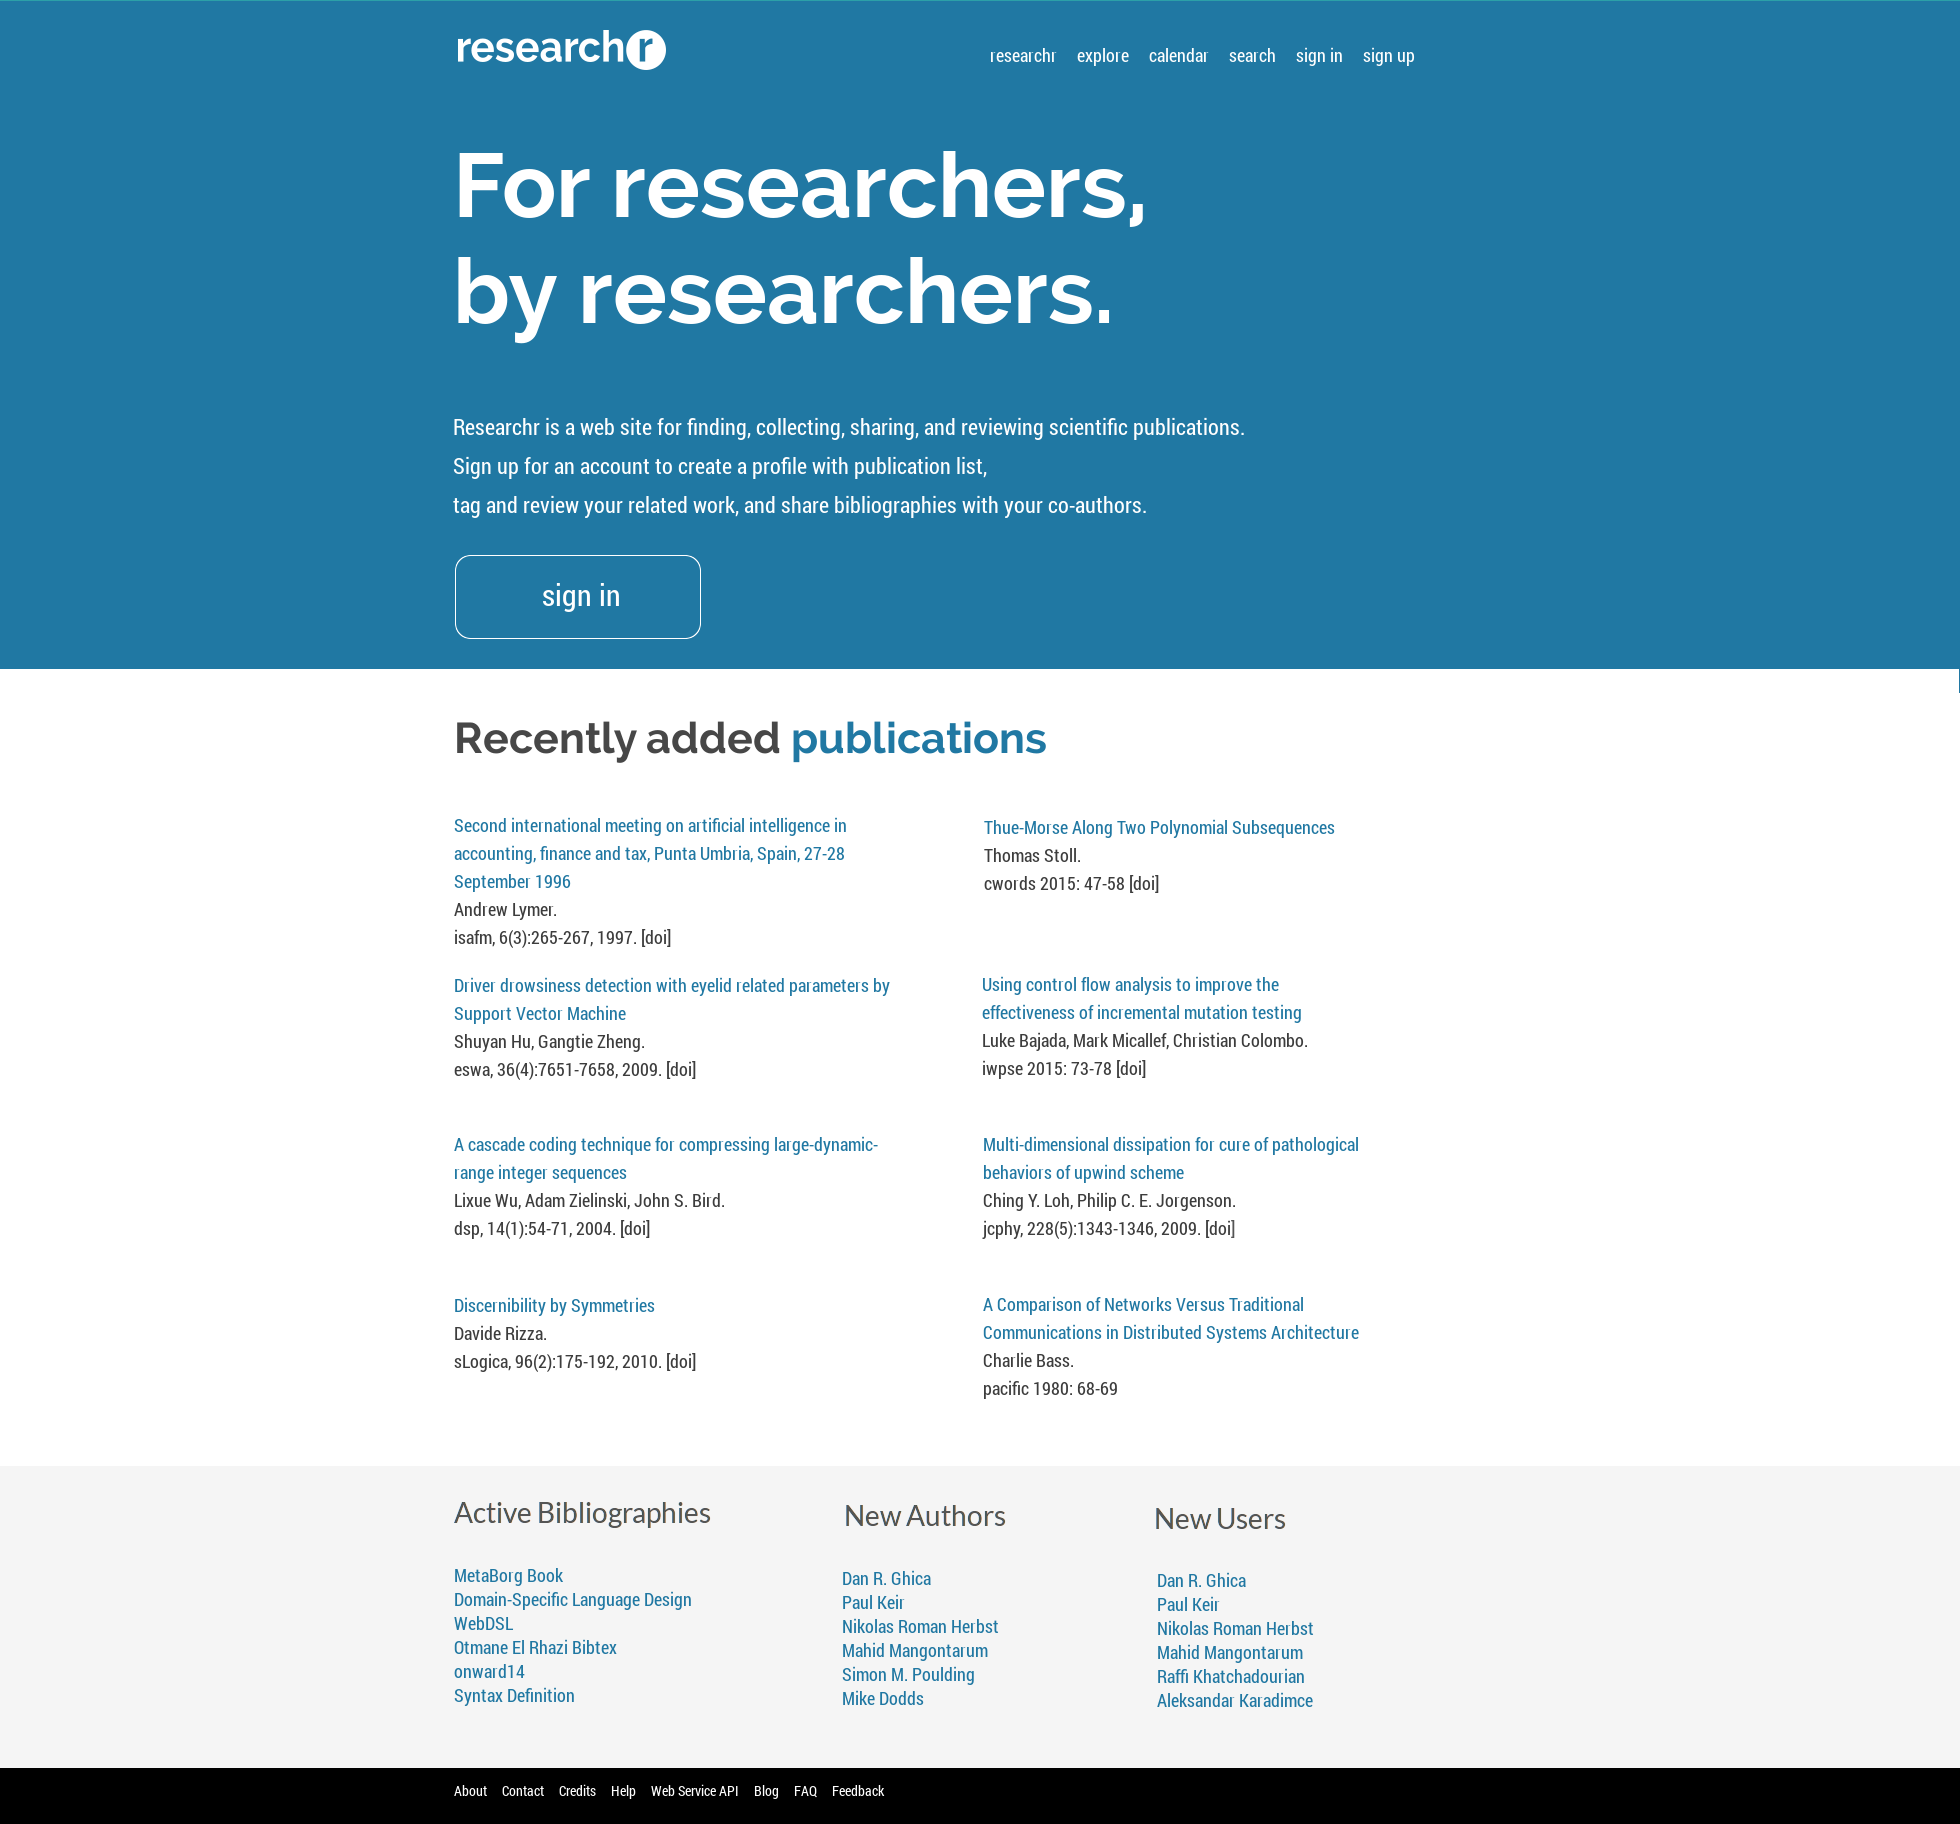 researchr
researchr explore calendar search sign in sign up
For researchers,
by researchers.
Researchr is a web site for finding, collecting, sharing, and reviewing scientific publications.
Sign up for an account to create a profile with publication list,
tag and review your related work, and share bibliographies with your co-authors.
sign in
Recently added publications
Second international meeting on artificial intelligence in
accounting, finance and tax, Punta Umbria, Spain, 27-28
September 1996
Andrew Lymer.
isafm, 6(3):265-267, 1997. [doi]
Thue-Morse Along Two Polynomial Subsequences
Thomas Stoll.
cwords 2015: 47-58 [doi]
Driver drowsiness detection with eyelid related parameters by
Support Vector Machine
Shuyan Hu, Gangtie Zheng.
eswa, 36(4):7651-7658, 2009. [doi]
Using control flow analysis to improve the
effectiveness of incremental mutation testing
Luke Bajada, Mark Micallef, Christian Colombo.
iwpse 2015: 73-78 [doi]
A cascade coding technique for compressing large-dynamic-
range integer sequences
Lixue Wu, Adam Zielinski, John S. Bird.
dsp, 14(1):54-71, 2004. [doi]
Multi-dimensional dissipation for cure of pathological
behaviors of upwind scheme
Ching Y. Loh, Philip C. E. Jorgenson.
jcphy, 228(5):1343-1346, 2009. [doi]
Discernibility by Symmetries
Davide Rizza.
sLogica, 96(2):175-192, 2010. [doi]
A Comparison of Networks Versus Traditional
Communications in Distributed Systems Architecture
Charlie Bass.
pacific 1980: 68-69
Active Bibliographies
MetaBorg Book
Domain-Specific Language Design
WebDSL
Otmane El Rhazi Bibtex
onward14
Syntax Definition
New Authors
Dan R. Ghica
Paul Keir
Nikolas Roman Herbst
Mahid Mangontarum
Simon M. Poulding
Mike Dodds
New Users
Dan R. Ghica
Paul Keir
Nikolas Roman Herbst
Mahid Mangontarum
Raffi Khatchadourian
Aleksandar Karadimce
About Contact Credits Help Web Service API Blog FAQ Feedback